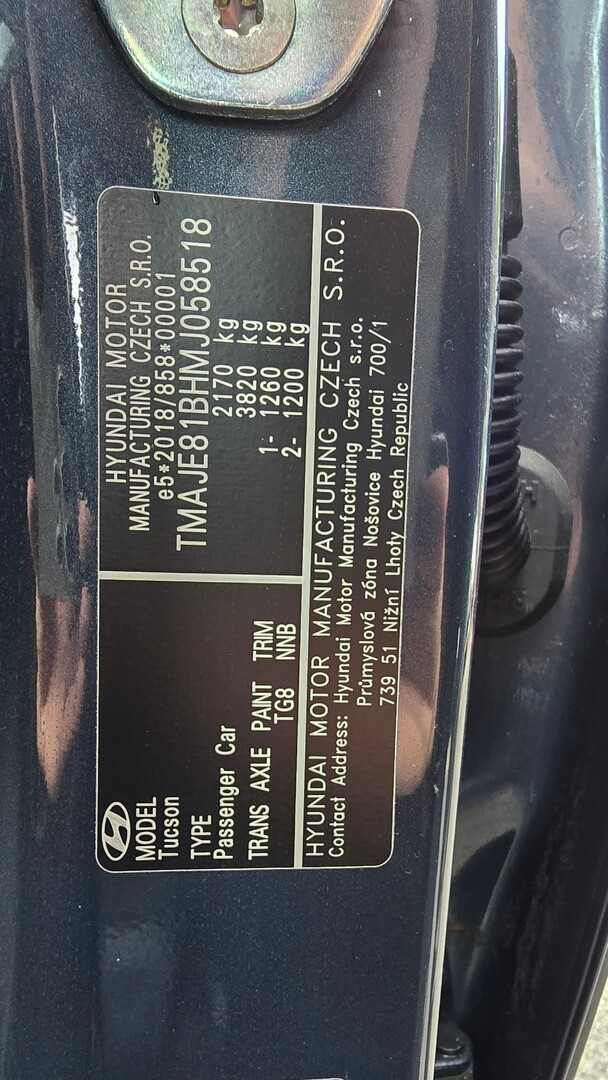 MODEL
Tucson
TYPE
Passenger Car
TRANS AXLE PAINT TRIM
TG8 NNB
HYUNDAI MOTOR
MANUFACTURING CZECH S.R.O.
e5*2018/858*00001
TMAJE81BHMJ058518
2170 kg
3820 kg
1- 1260 kg
2- 1200 kg
HYUNDAI MOTOR MANUFACTURING CZECH S.R.O.
Contact Address: Hyundai Motor Manufacturing Czech s.r.o.
Průmyslová zóna Nošovice Hyundai 700/1
739 51 Nižní Lhoty Czech Republic